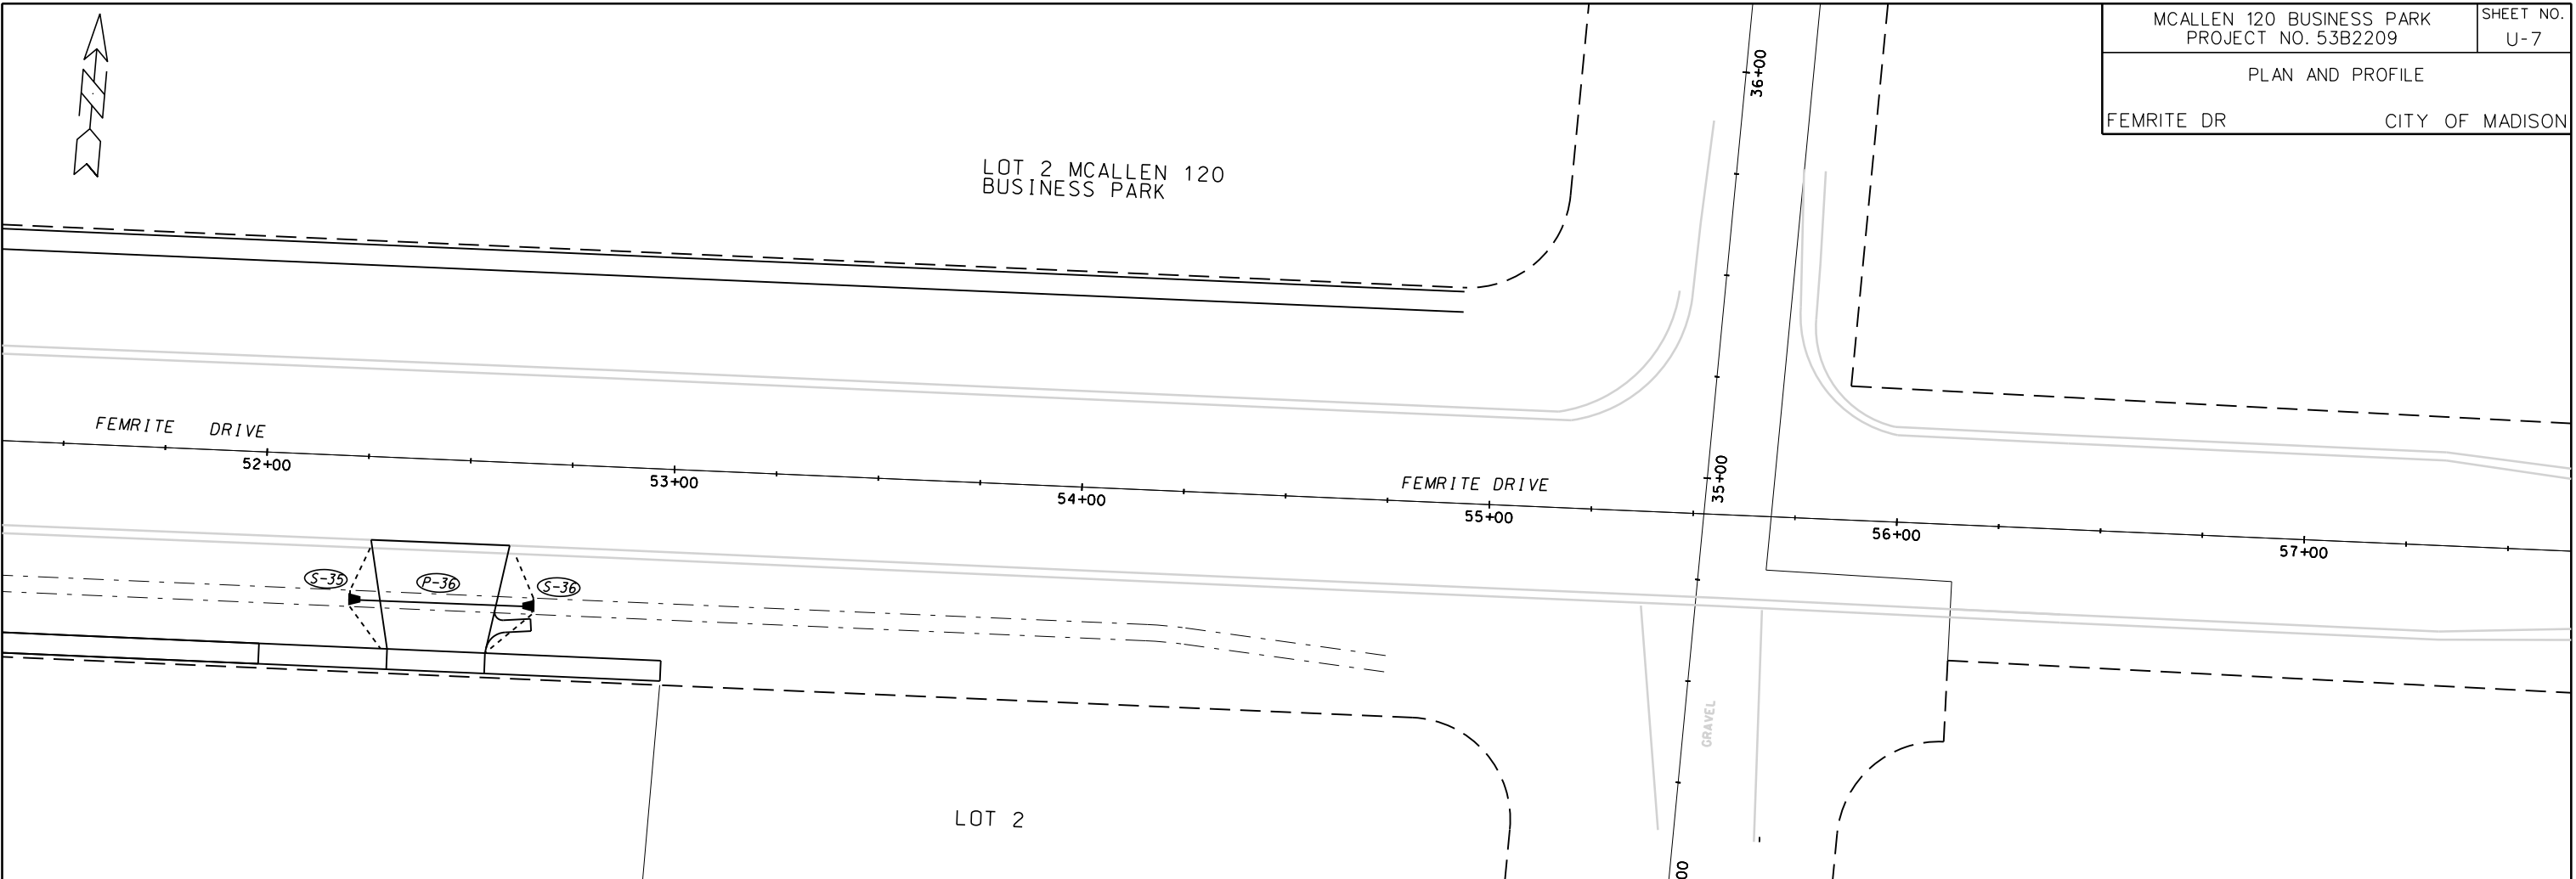 MCALLEN 120 BUSINESS PARK
PROJECT NO. 53B2209
SHEET NO.
U-7
PLAN AND PROFILE
FEMRITE DR
CITY OF MADISON
36+00
LOT 2 MCALLEN 120
BUSINESS PARK
FEMRITE DRIVE
52+00
53+00
54+00
FEMRITE DRIVE
55+00
35+00
56+00
57+00
S-35
P-36
S-36
GRAVEL
LOT 2
00